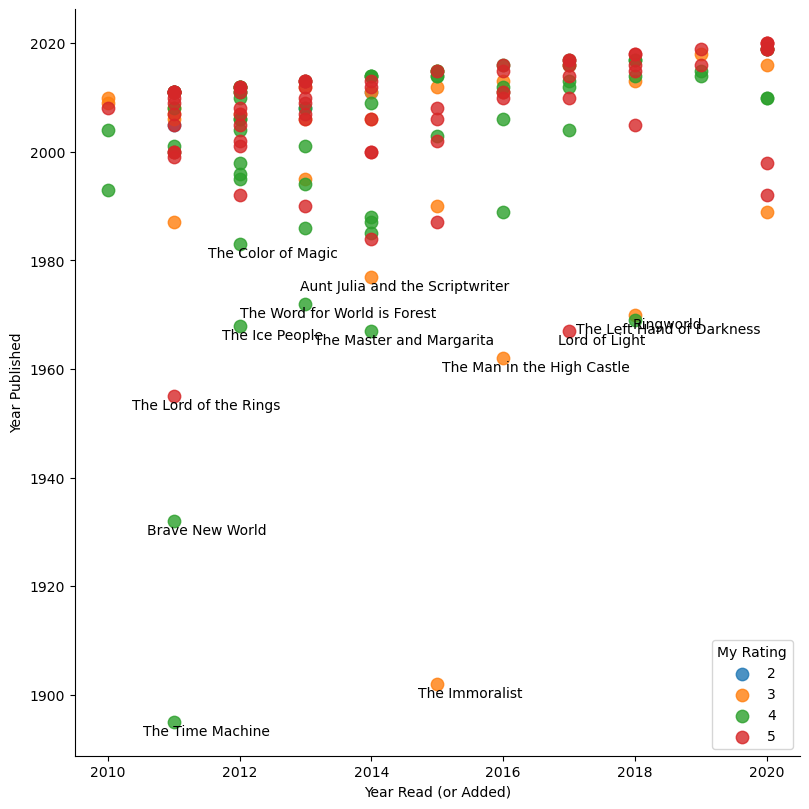 2020
2000
1980
1960
1940
1920
1900
Year Published
The Color of Magic
Aunt Julia and the Scriptwriter
The Word for World is Forest
Ringworld
The Left Hand of Darkness
The Ice People
The Master and Margarita
Lord of Light
The Man in the High Castle
The Lord of the Rings
Brave New World
The Immoralist
The Time Machine
My Rating
2
3
4
5
2010 2012 2014 2016 2018 2020
Year Read (or Added)